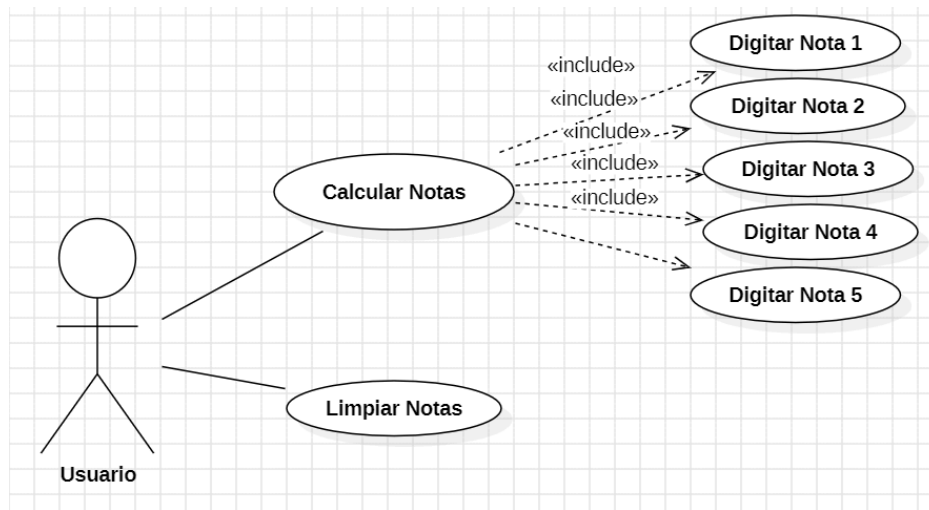 Digitar Nota 1
«include»
«include»
Digitar Nota 2
«include»
«include»
Digitar Nota 3
Calcular Notas
«include»
Digitar Nota 4
Digitar Nota 5
Limpiar Notas
Usuario